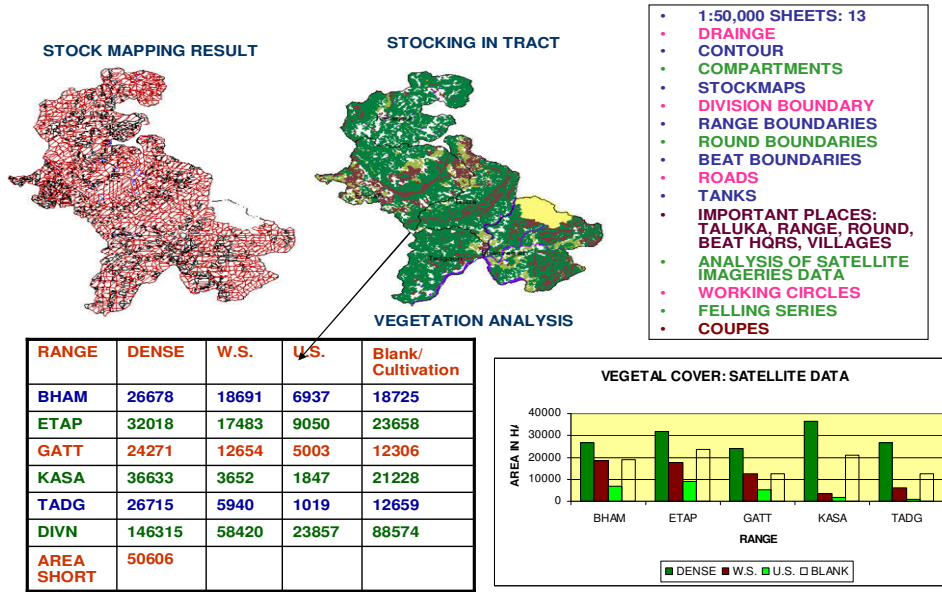 STOCK MAPPING RESULT
STOCKING IN TRACT
• 1:50,000 SHEETS: 13
• DRAINGE
• CONTOUR
• COMPARTMENTS
• STOCKMAPS
• DIVISION BOUNDARY
• RANGE BOUNDARIES
• ROUND BOUNDARIES
• BEAT BOUNDARIES
• ROADS
• TANKS
• IMPORTANT PLACES:
TALUKA, RANGE, ROUND,
BEAT HQRS, VILLAGES
• ANALYSIS OF SATELLITE
IMAGERIES DATA
• WORKING CIRCLES
• FELLING SERIES
• COUPES
VEGETATION ANALYSIS
RANGE DENSE W.S. U.S. Blank/
Cultivation
BHAM 26678 18691 6937 18725
ETAP 32018 17483 9050 23658
GATT 24271 12654 5003 12306
KASA 36633 3652 1847 21228
TADG 26715 5940 1019 12659
DIVN 146315 58420 23857 88574
AREA
SHORT 50606
VEGETAL COVER: SATELLITE DATA
AREA IN HA
40000
30000
20000
10000
0
BHAM ETAP GATT KASA TADG
RANGE
DENSE W.S. U.S. BLANK